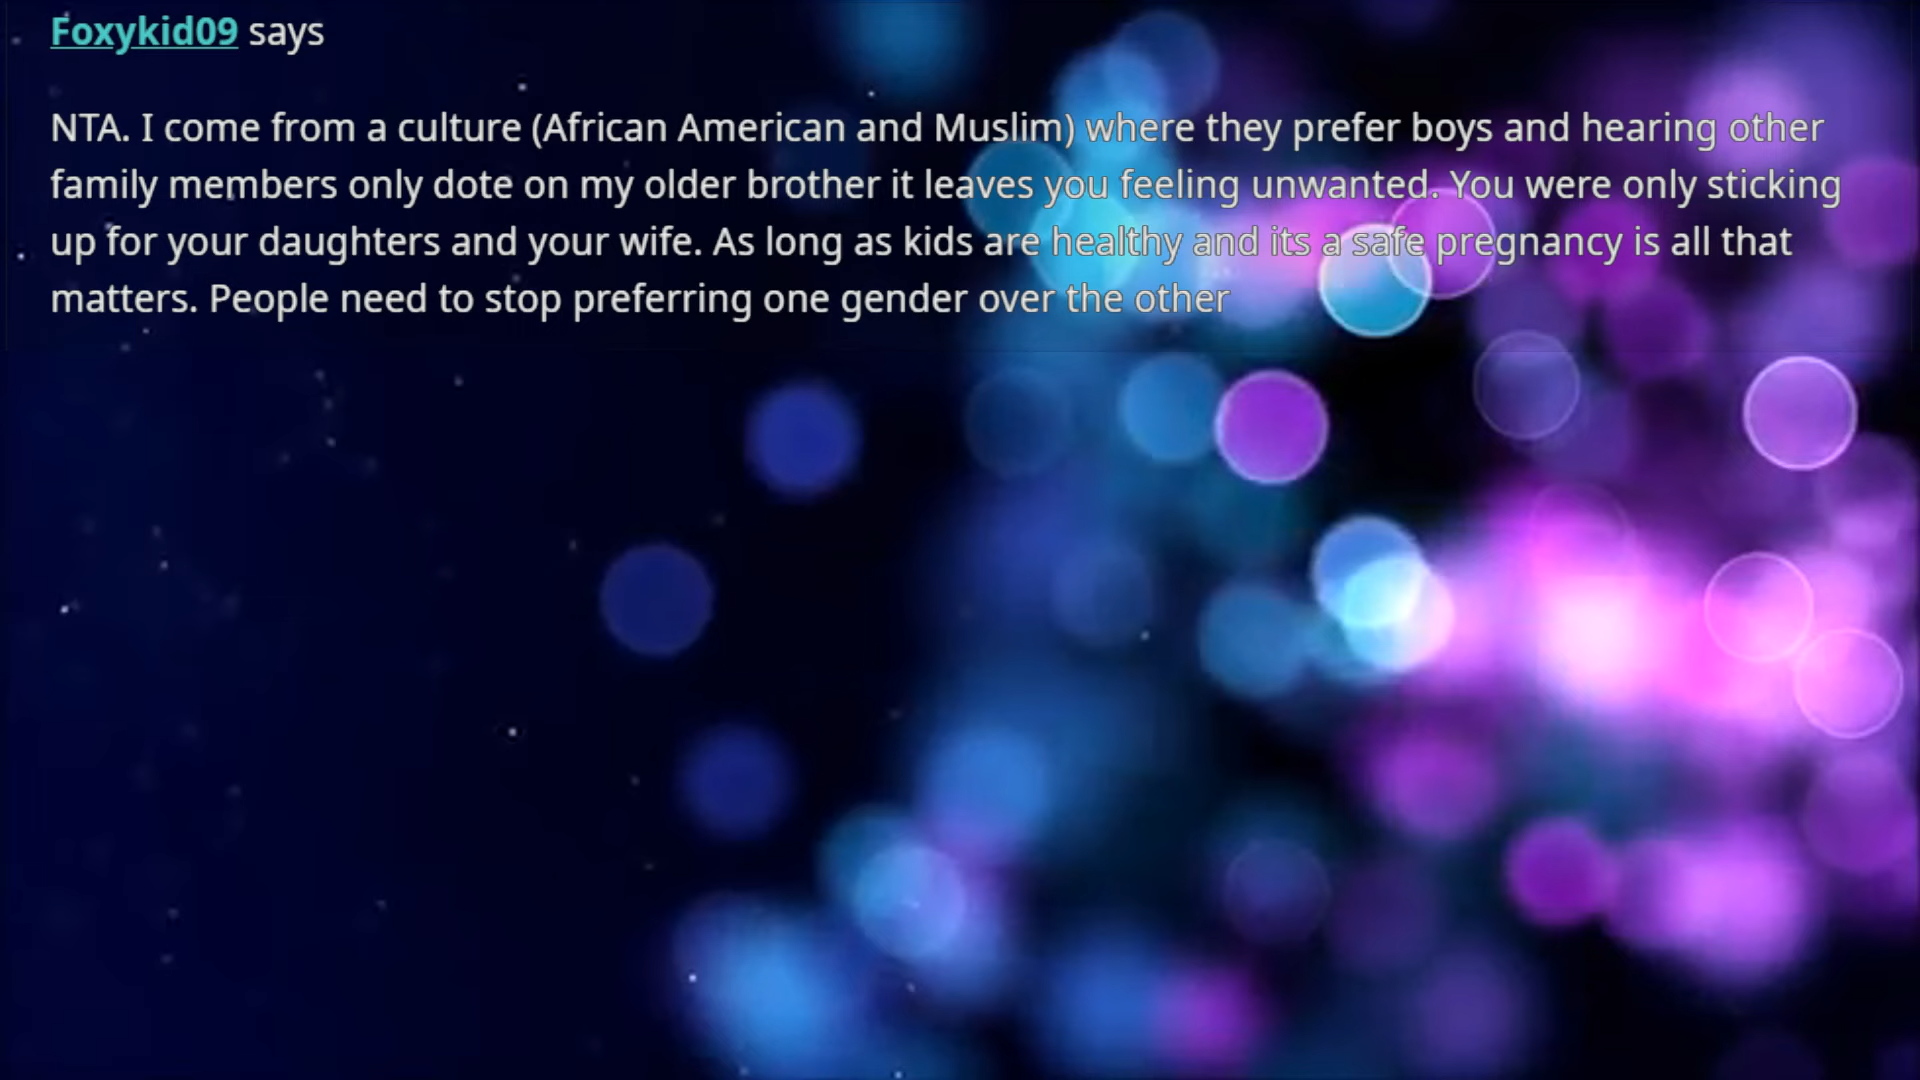 Foxykid09 says
NTA. I come from a culture (African American and Muslim) where they prefer boys and hearing other
family members only dote on my older brother it leaves you feeling unwanted. You were only sticking
up for your daughters and your wife. As long as kids are healthy and its a safe pregnancy is all that
matters. People need to stop preferring one gender over the other